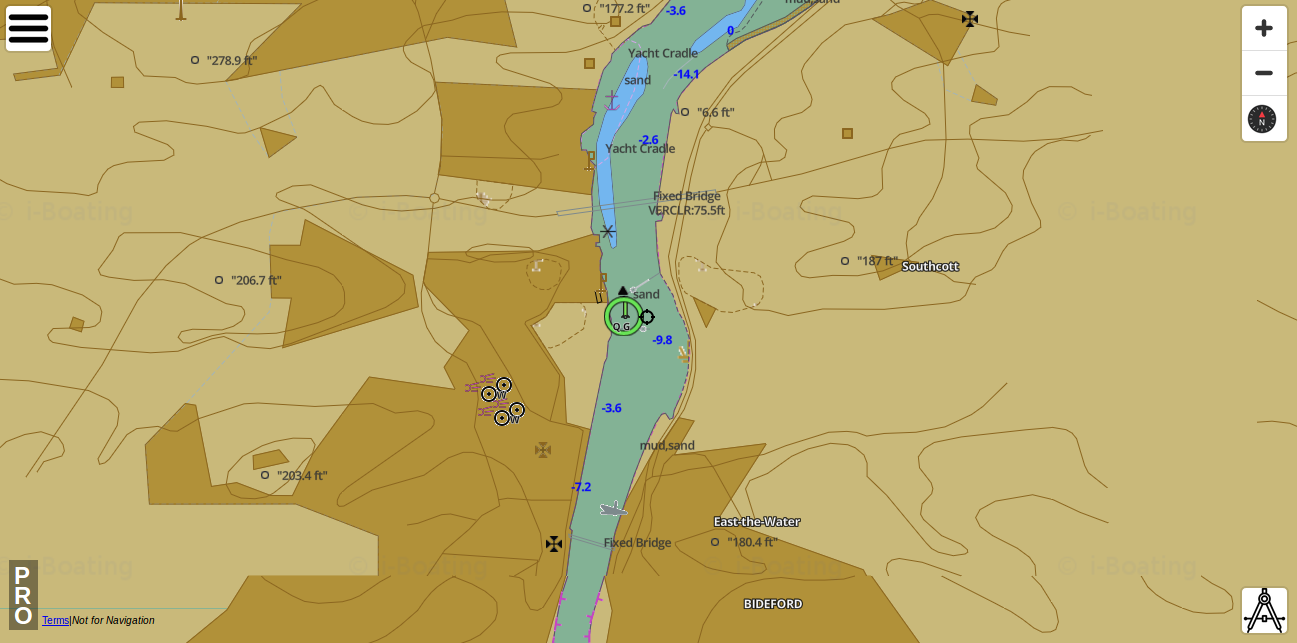 "177.2 ft"
-3.6
mud,sand
0
Yacht Cradle
"278.9 ft"
-14.1
sand
"6.6 ft"
-2.6
Yacht Cradle
Fixed Bridge
VERCLR:75.5ft
© i-Boating
© i-Boating
© i-Boating
© i-Boating
N
"187 ft"
Southcott
"206.7 ft"
sand
Q.G
-9.8
W
-3.6
W
mud,sand
"203.4 ft"
-7.2
East-the-Water
Fixed Bridge
"180.4 ft"
© i-Boating
© i-Boating
© i-Boating
© i-Boating
BIDEFORD
PRO
Terms|Not for Navigation